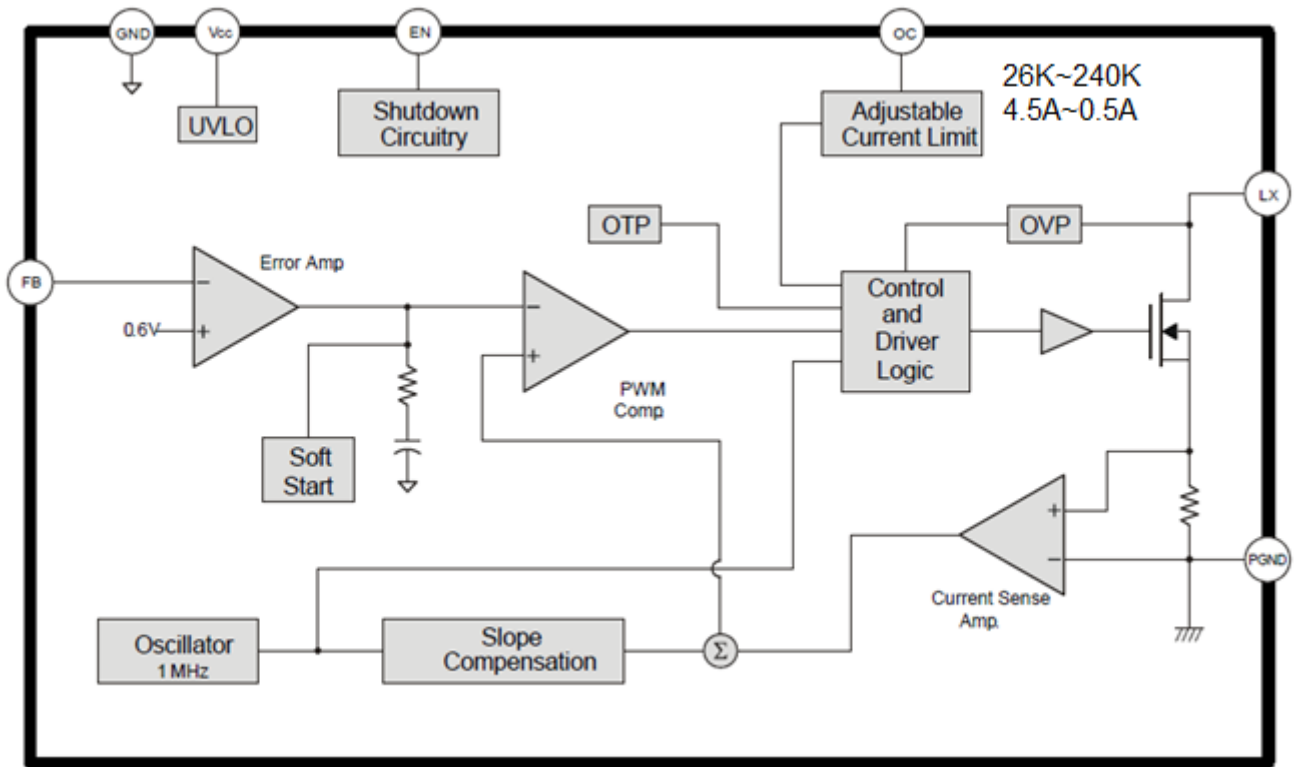 GND
Vcc
EN
OC
26K~240K
4.5A~0.5A
UVLO
Shutdown
Circuitry
Adjustable
Current Limit
LX
OTP
OVP
FB
Error Amp
−
+
0.6V
−
+
PWM
Comp.
Control
and
Driver
Logic
Soft
Start
+
−
Current Sense
Amp.
PGND
Oscillator
1 MHz
Slope
Compensation
Σ